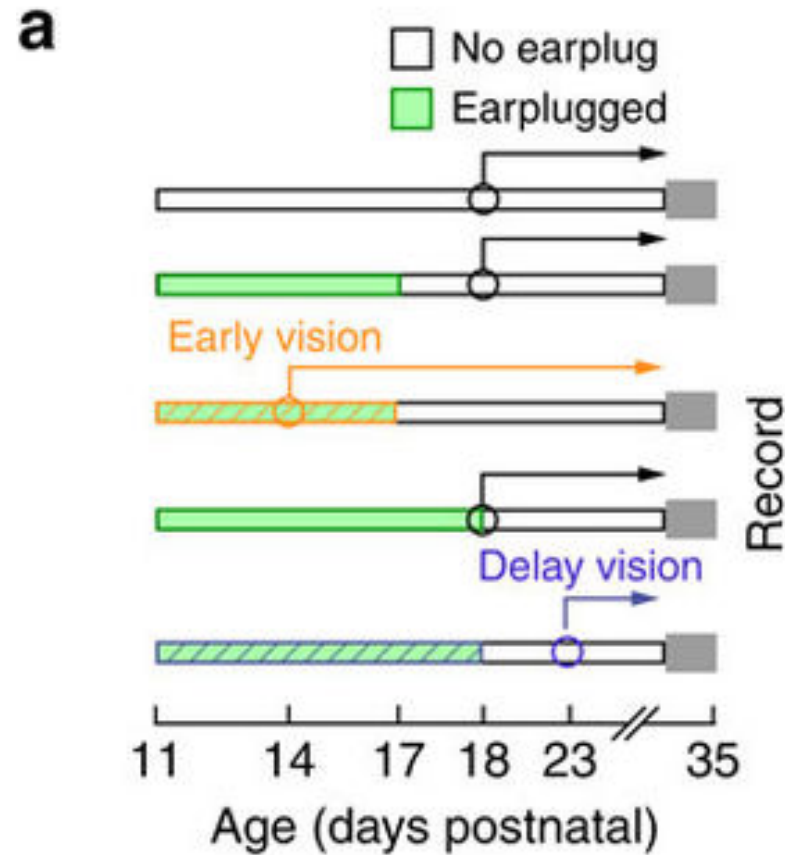 a
No earplug
Earplugged
Early vision
Delay vision
Record
11 14 17 18 23 35
Age (days postnatal)